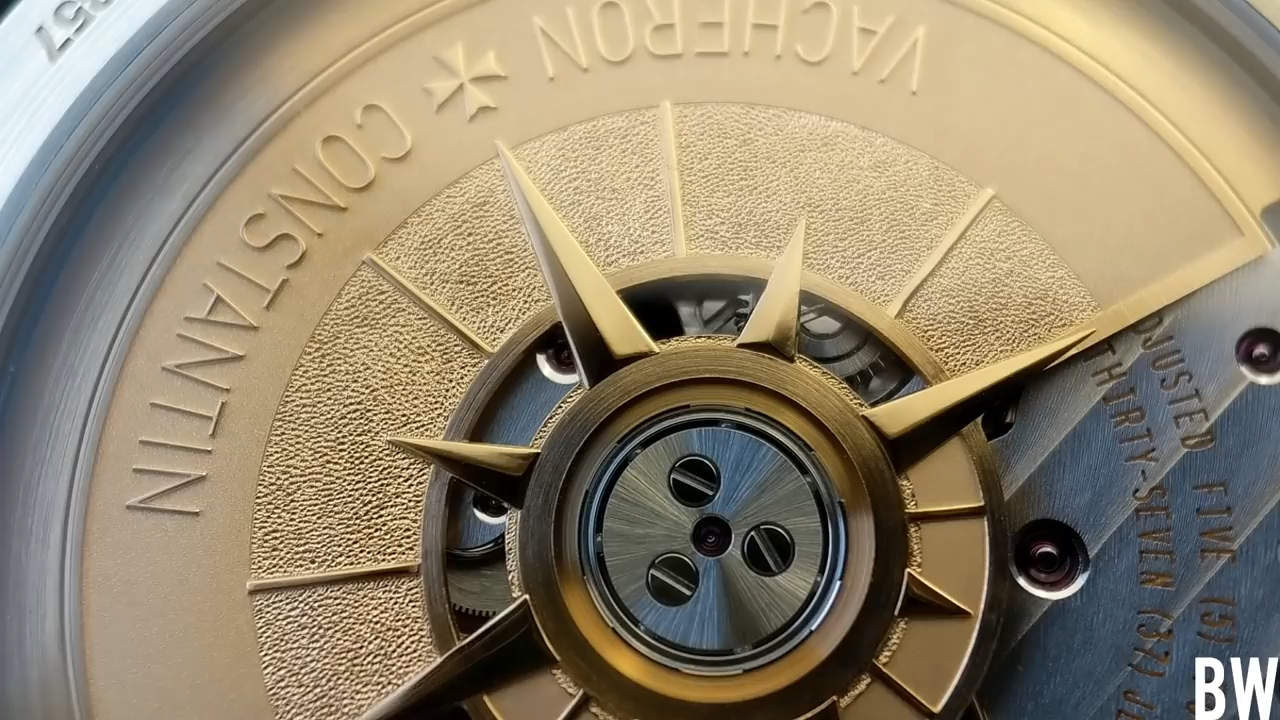 VACHERON
CONSTANTIN
ADJUSTED FIVE (5)
THIRTY-SEVEN (37)
BW